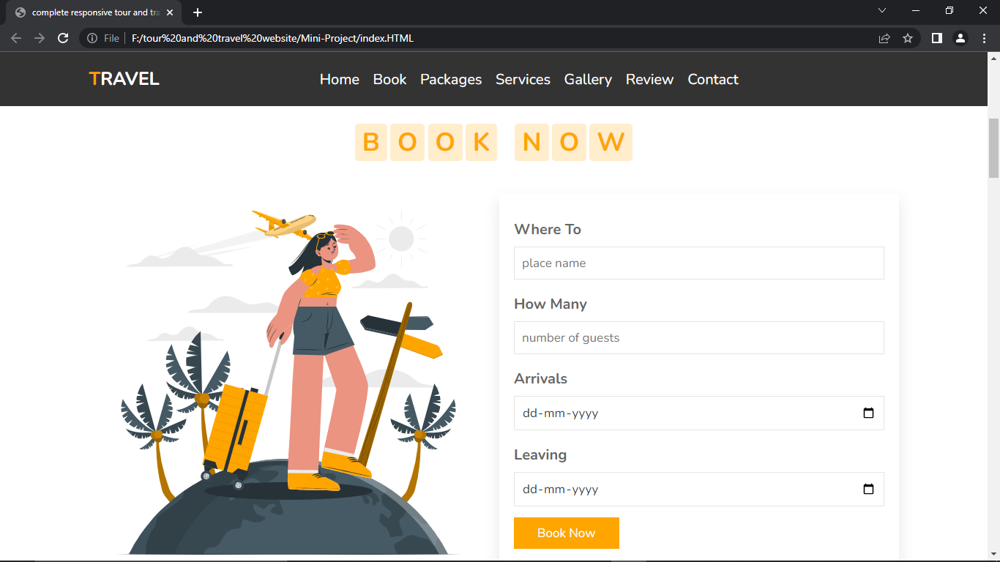 complete responsive tour and tra
File F:/tour%20and%20travel%20website/Mini-Project/index.HTML
TRAVEL Home Book Packages Services Gallery Review Contact
BOOK NOW
Where To
place name
How Many
number of guests
Arrivals
dd-mm-yyyy
Leaving
dd-mm-yyyy
Book Now